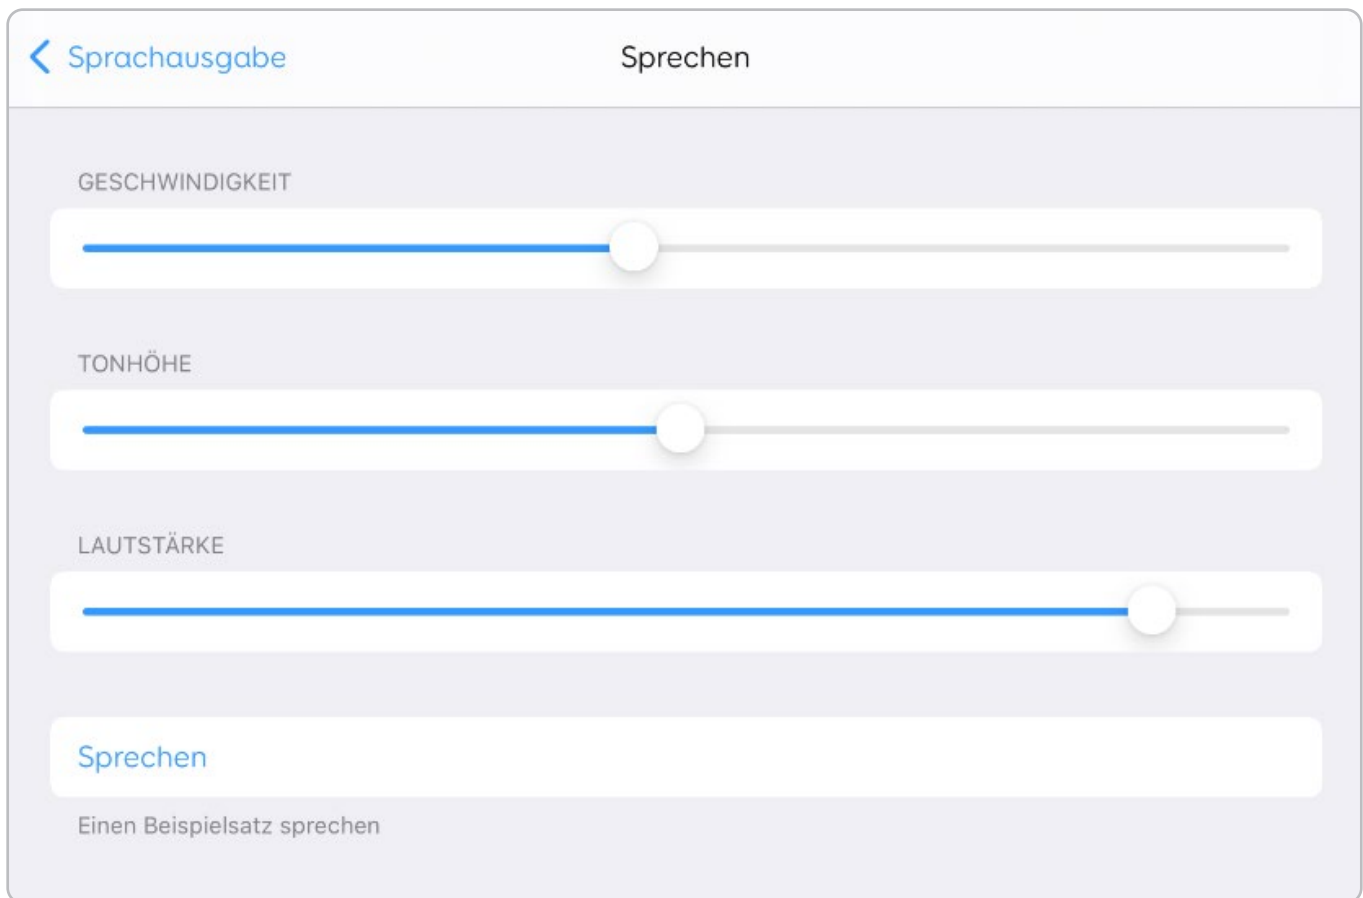 Sprachausgabe Sprechen
GESCHWINDIGKEIT
TONHÖHE
LAUTSTÄRKE
Sprechen
Einen Beispielsatz sprechen